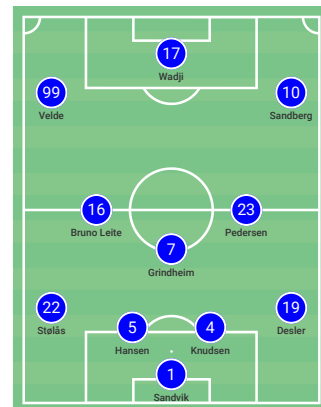 17
Wadji
99
Velde
10
Sandberg
16
Bruno Leite
23
Pedersen
7
Grindheim
22
Stølås
19
Desler
5
Hansen
4
Knudsen
1
Sandvik